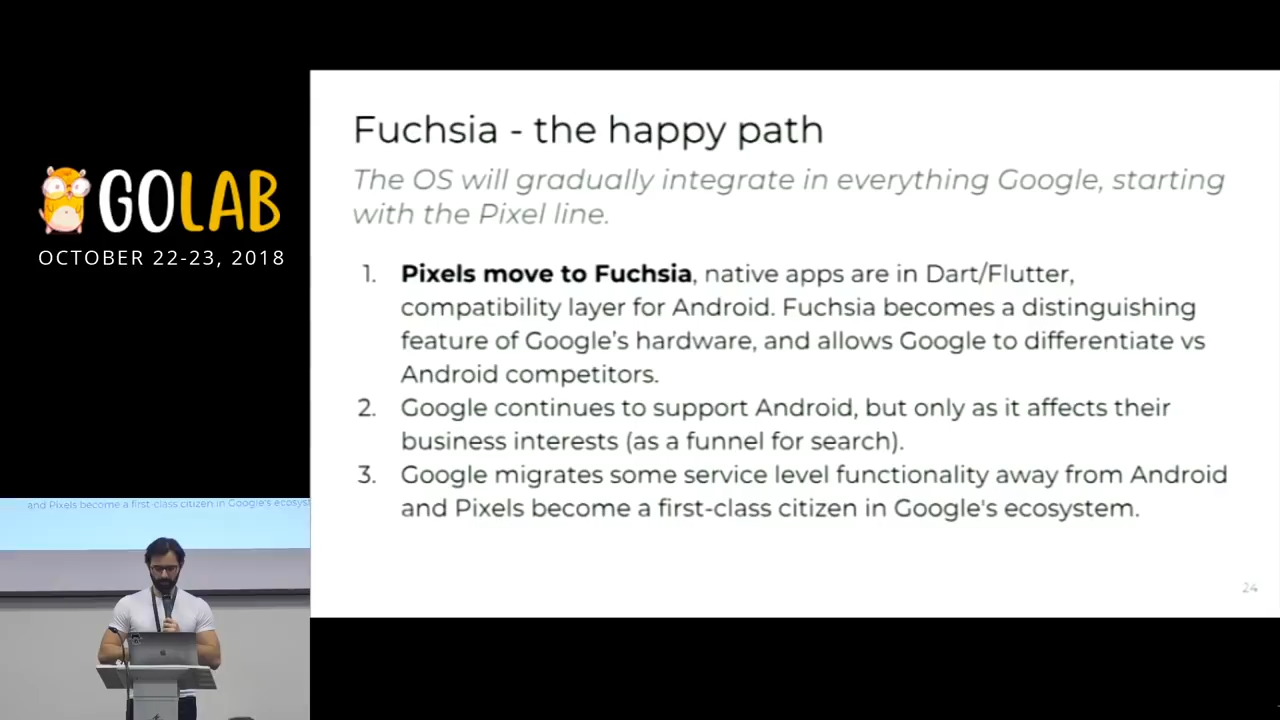 GOLAB
OCTOBER 22-23, 2018
Fuchsia - the happy path
The OS will gradually integrate in everything Google, starting
with the Pixel line.
1. Pixels move to Fuchsia, native apps are in Dart/Flutter,
compatibility layer for Android. Fuchsia becomes a distinguishing
feature of Google's hardware, and allows Google to differentiate vs
Android competitors.
2. Google continues to support Android, but only as it affects their
business interests (as a funnel for search).
3. Google migrates some service level functionality away from Android
and Pixels become a first-class citizen in Google's ecosystem.
24
and Pixels become a first-class citizen in Google's ecosyst